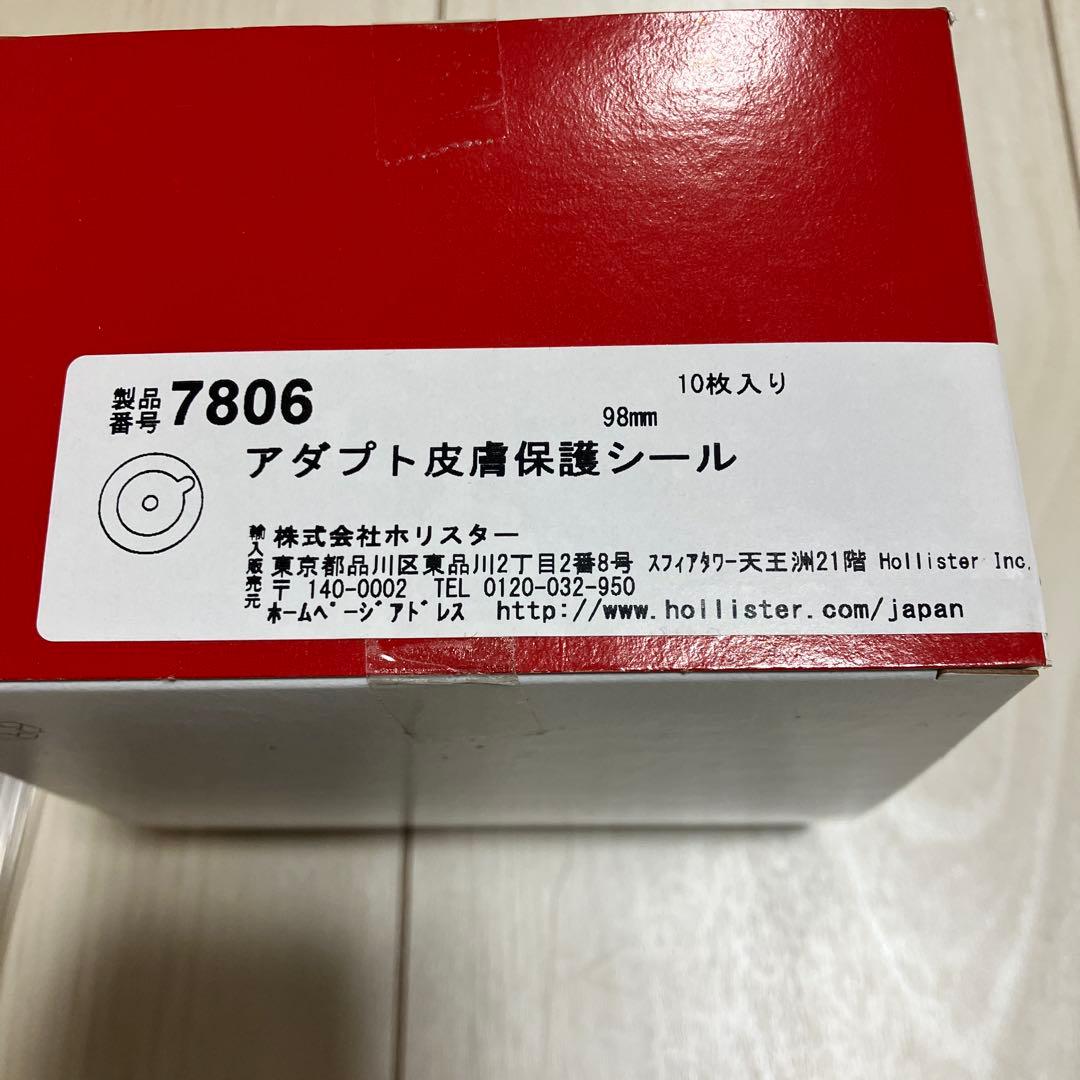 製品番号 7806
10枚入り
98mm
アダプト皮膚保護シール
輸入販売元
株式会社ホリスター
東京都品川区東品川2丁目2番8号 スフィアタワー天王洲21階 Hollister Inc.
〒 140-0002 TEL 0120-032-950
ホームページアドレス http://www.hollister.com/japan